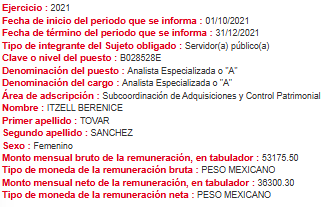 Ejercicio : 2021
Fecha de inicio del periodo que se informa : 01/10/2021
Fecha de término del periodo que se informa : 31/12/2021
Tipo de integrante del Sujeto obligado : Servidor(a) público(a)
Clave o nivel del puesto : B028528E
Denominación del puesto : Analista Especializada o "A"
Denominación del cargo : Analista Especializada o "A"
Área de adscripción : Subcoordinación de Adquisiciones y Control Patrimonial
Nombre : ITZELL BERENICE
Primer apellido : TOVAR
Segundo apellido : SANCHEZ
Sexo : Femenino
Monto mensual bruto de la remuneración, en tabulador : 53175.50
Tipo de moneda de la remuneración bruta : PESO MEXICANO
Monto mensual neto de la remuneración, en tabulador : 36300.30
Tipo de moneda de la remuneración neta : PESO MEXICANO